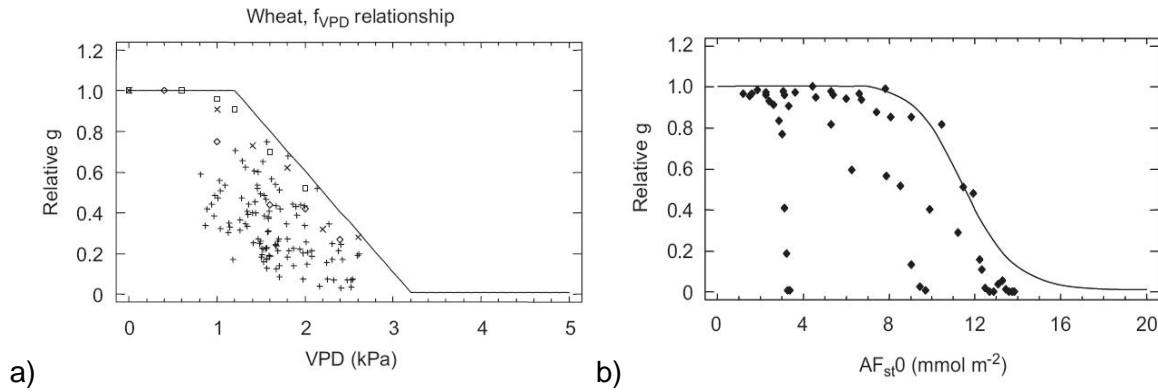 Wheat, fVPD relationship
1.2
1.0
0.8
0.6
0.4
0.2
0
Relative g
0 1 2 3 4 5
VPD (kPa)
a)
1.2
1.0
0.8
0.6
0.4
0.2
0
Relative g
0 4 8 12 16 20
AFst0 (mmol m-2)
b)